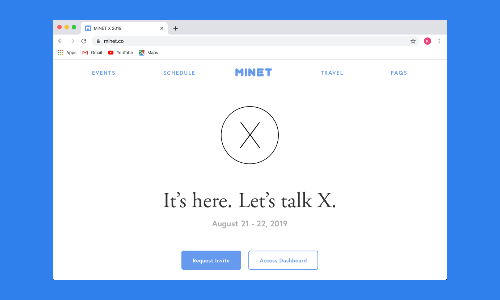 MINET X 2019
minet.co
Apps Gmail YouTube Maps
EVENTS SCHEDULE MINET TRAVEL FAQS
X
It's here. Let's talk X.
August 21 - 22, 2019
Request Invite Access Dashboard